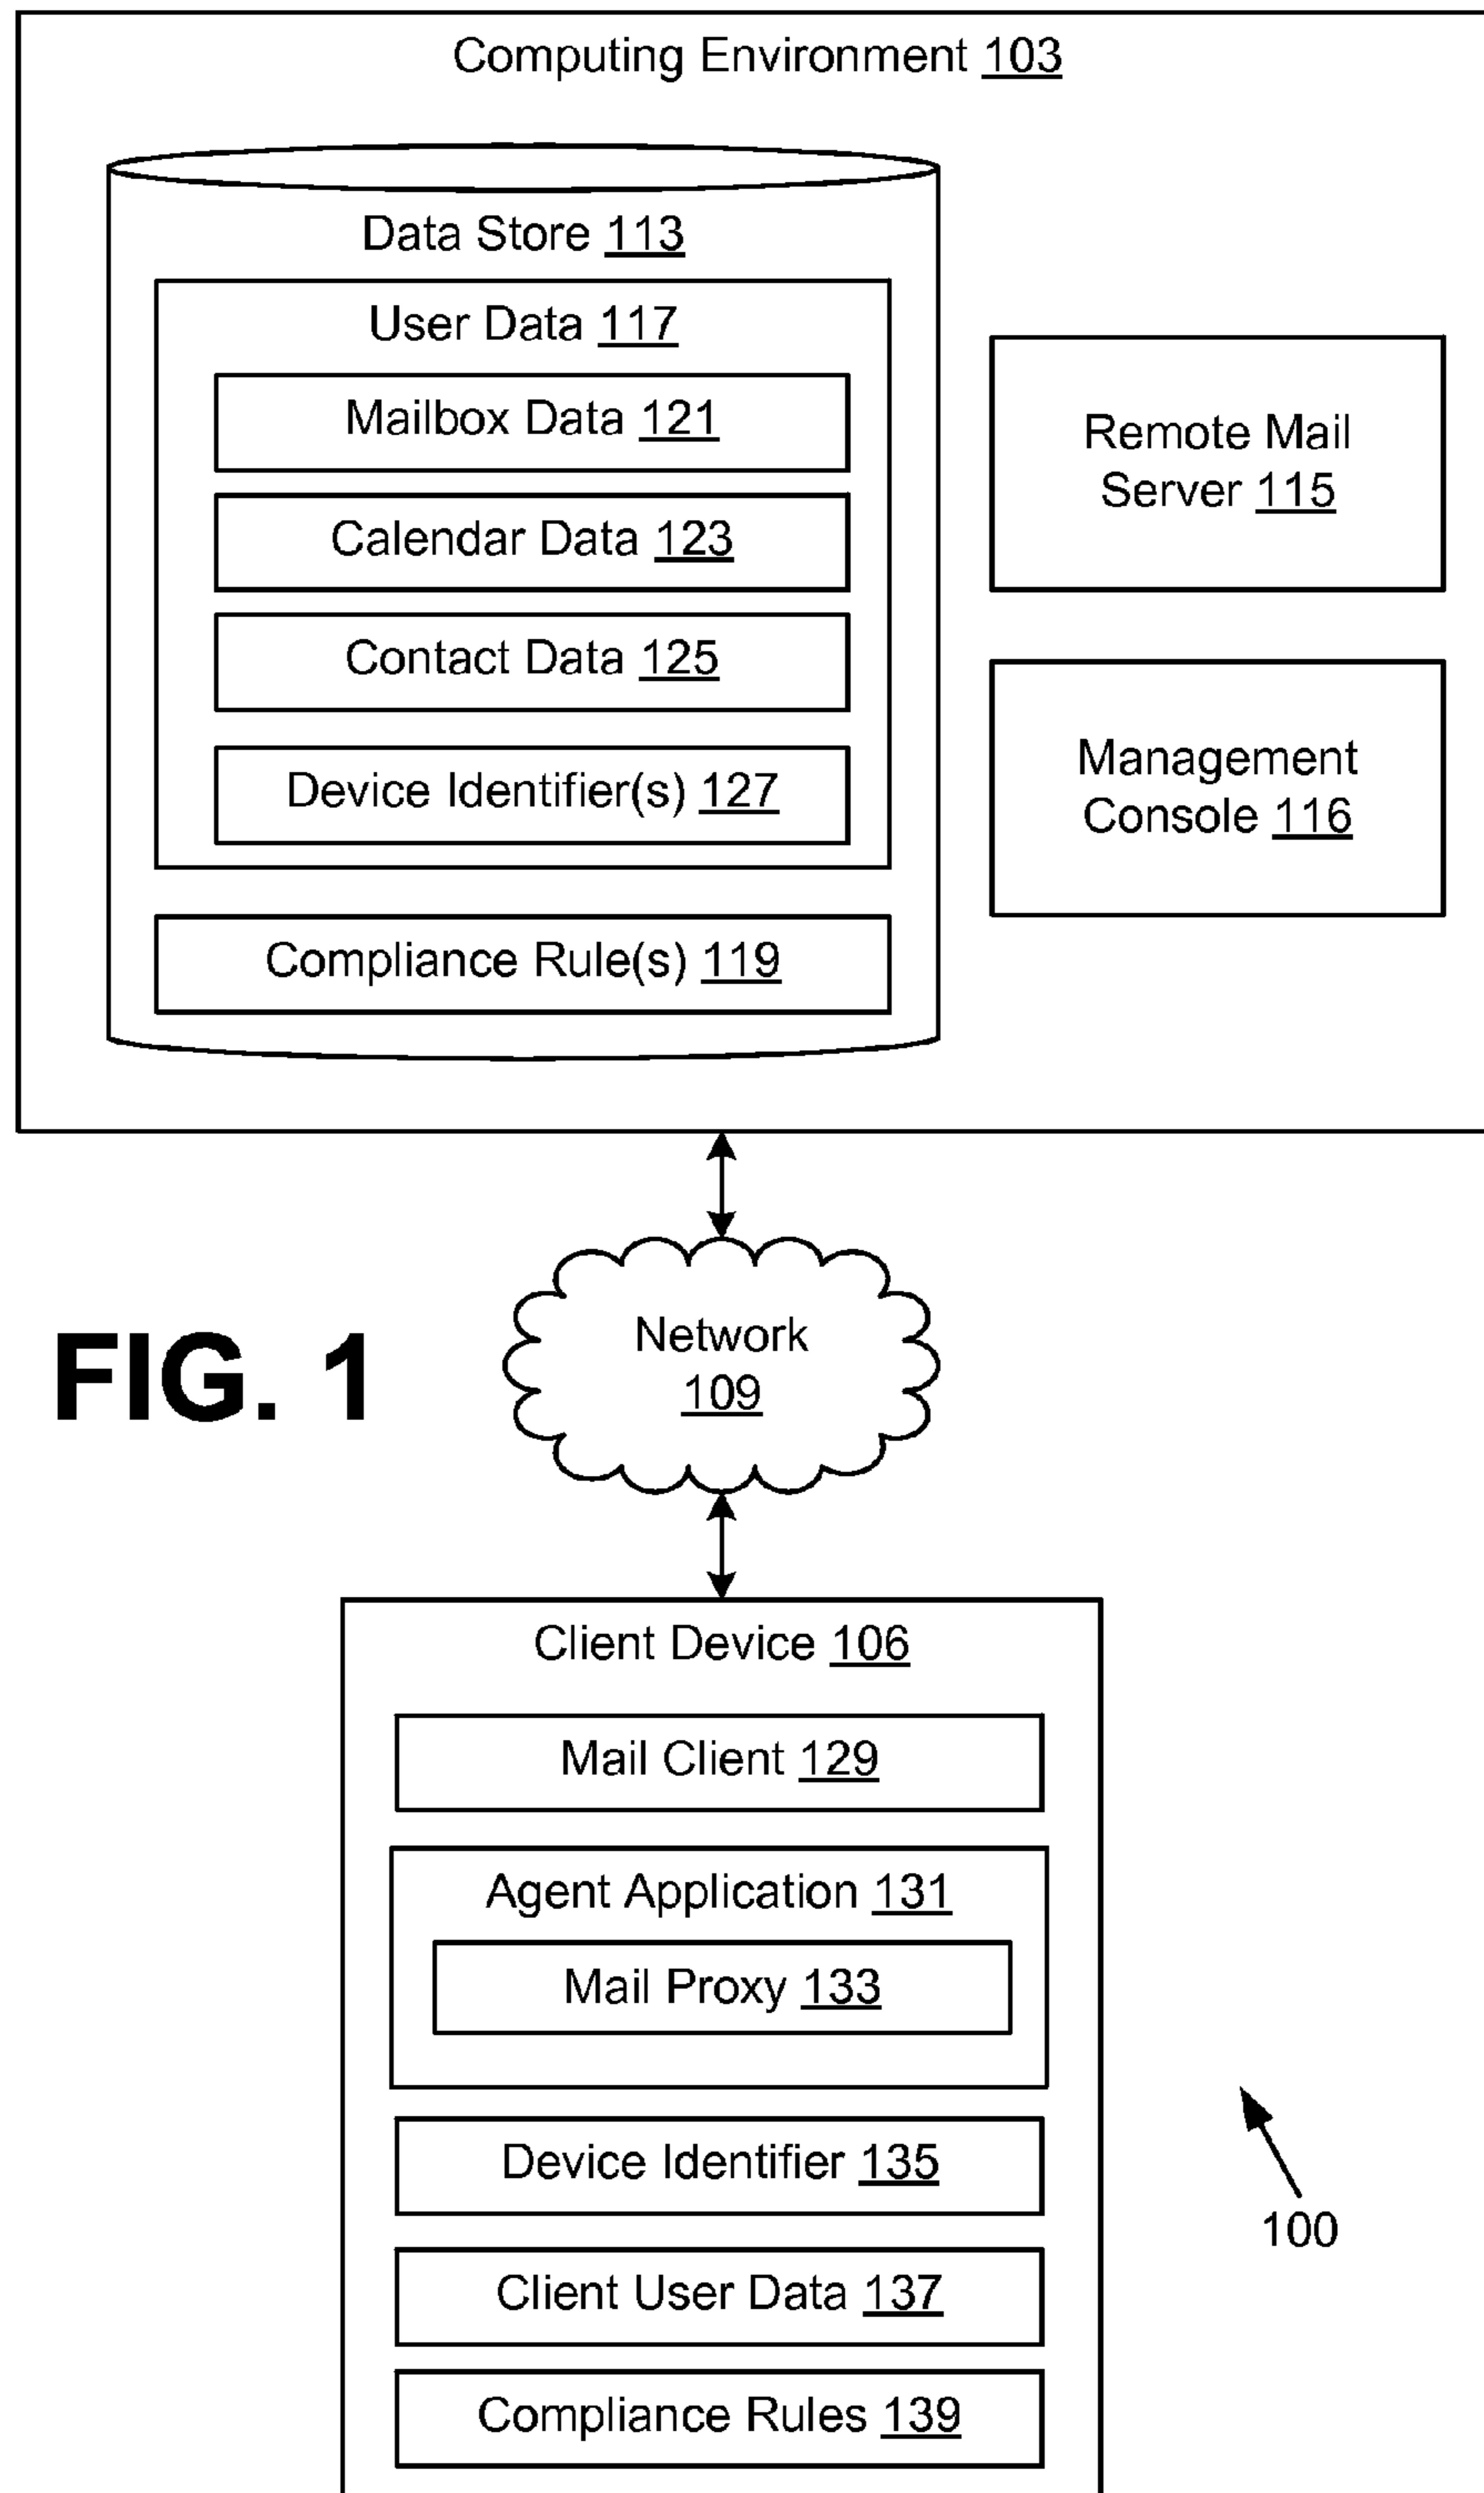 Computing Environment 103
Data Store 113
User Data 117
Mailbox Data 121
Calendar Data 123
Contact Data 125
Device Identifier(s) 127
Compliance Rule(s) 119
Remote Mail
Server 115
Management
Console 116
Network
109
FIG. 1
Client Device 106
Mail Client 129
Agent Application 131
Mail Proxy 133
Device Identifier 135
Client User Data 137
Compliance Rules 139
100